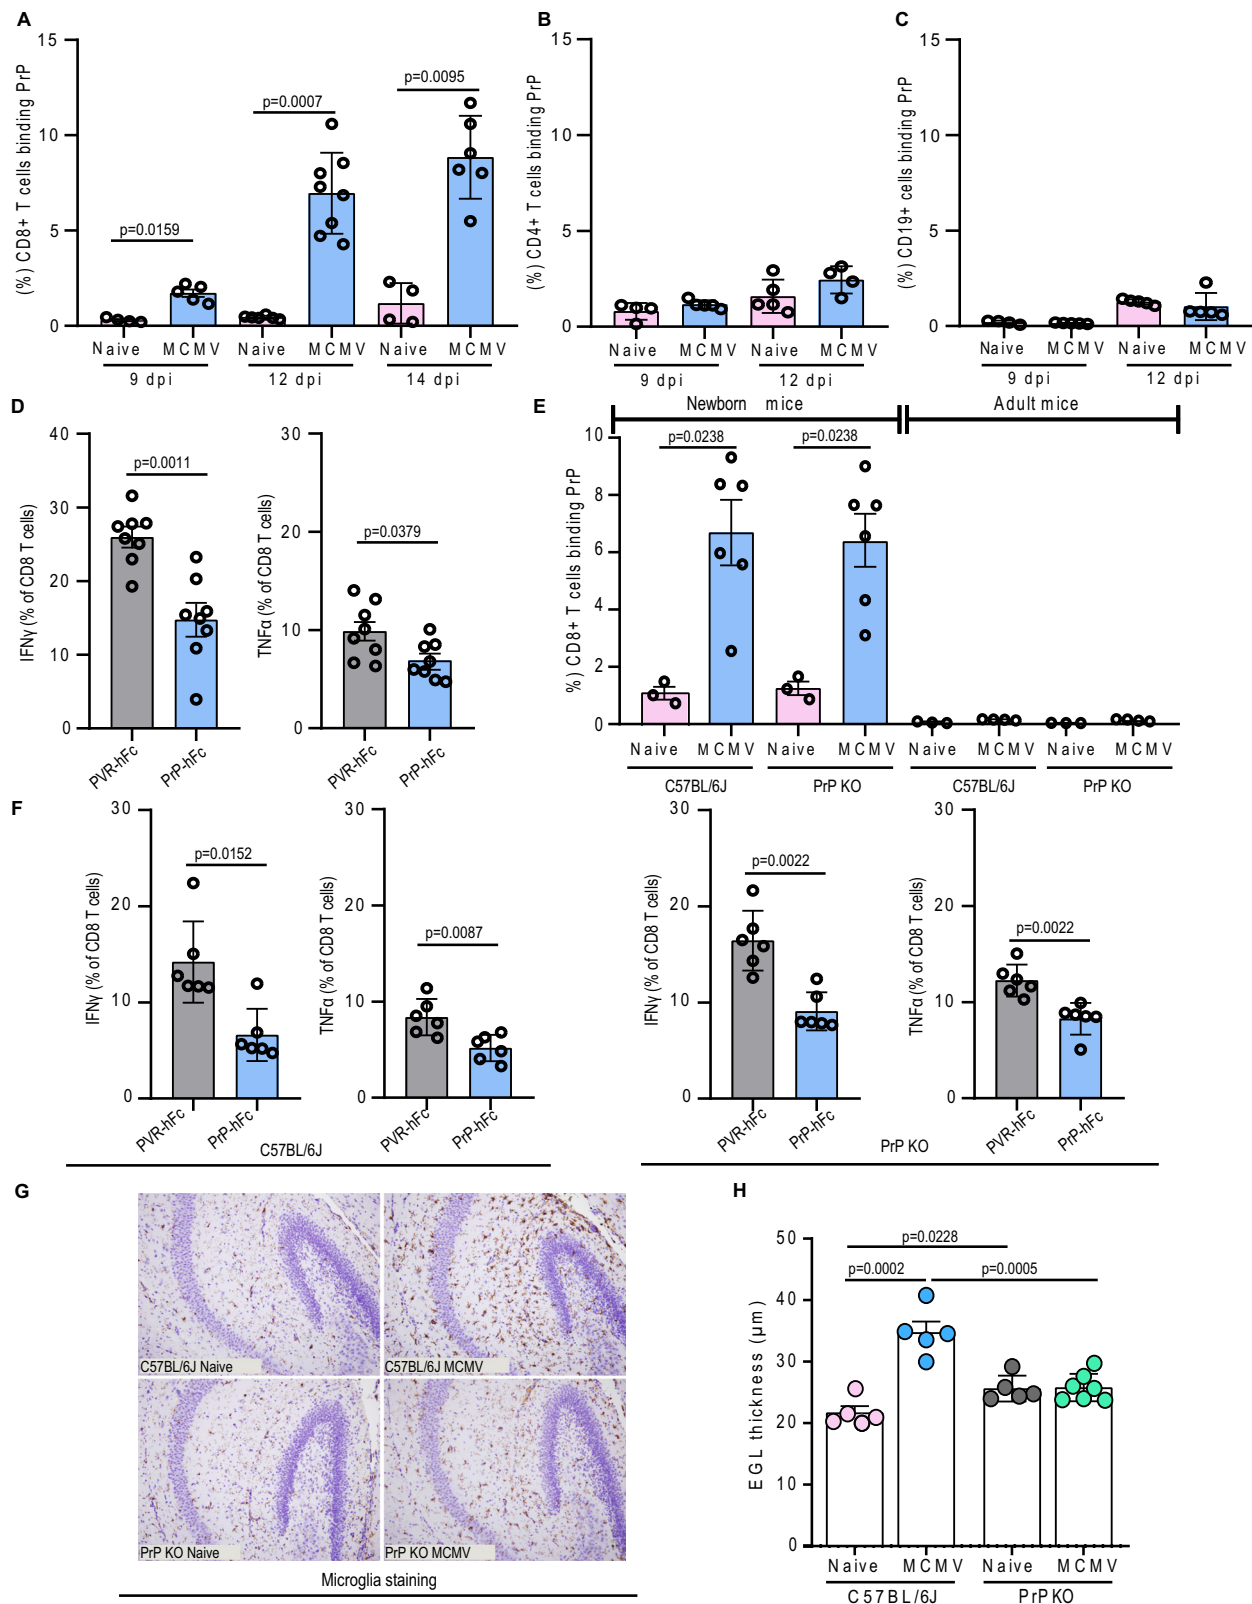 A
(%) CD8+ T cells binding PrP
15
10
5
0
p=0.0159
p=0.0007
p=0.0095
Naive MCMV Naive MCMV Naive MCMV
9 dpi 12 dpi 14 dpi
B
(%) CD4+ T cells binding PrP
15
10
5
0
Naive MCMV Naive MCMV
9 dpi 12 dpi
C
(%) CD19+ cells binding PrP
15
10
5
0
Naive MCMV Naive MCMV
9 dpi 12 dpi
D
IFNγ (% of CD8 T cells)
40
30
20
10
0
p=0.0011
PVR-hFc PrP-hFc
TNFα (% of CD8 T cells)
30
20
10
0
p=0.0379
PVR-hFc PrP-hFc
E
Newborn mice Adult mice
%) CD8+ T cells binding PrP
10
8
6
4
2
0
p=0.0238 p=0.0238
Naive MCMV Naive MCMV Naive MCMV Naive MCMV
C57BL/6J PrP KO C57BL/6J PrP KO
F
IFNγ (% of CD8 T cells)
30
20
10
0
p=0.0152
PVR-hFc PrP-hFc
TNFα (% of CD8 T cells)
30
20
10
0
p=0.0087
PVR-hFc PrP-hFc
C57BL/6J
IFNγ (% of CD8 T cells)
30
20
10
0
p=0.0022
PVR-hFc PrP-hFc
TNFα (% of CD8 T cells)
30
20
10
0
p=0.0022
PVR-hFc PrP-hFc
PrP KO
G
C57BL/6J Naive
C57BL/6J MCMV
PrP KO Naive
PrP KO MCMV
Microglia staining
H
EGL thickness (μm)
50
40
30
20
10
0
p=0.0228
p=0.0002 p=0.0005
Naive MCMV Naive MCMV
C57BL/6J PrP KO